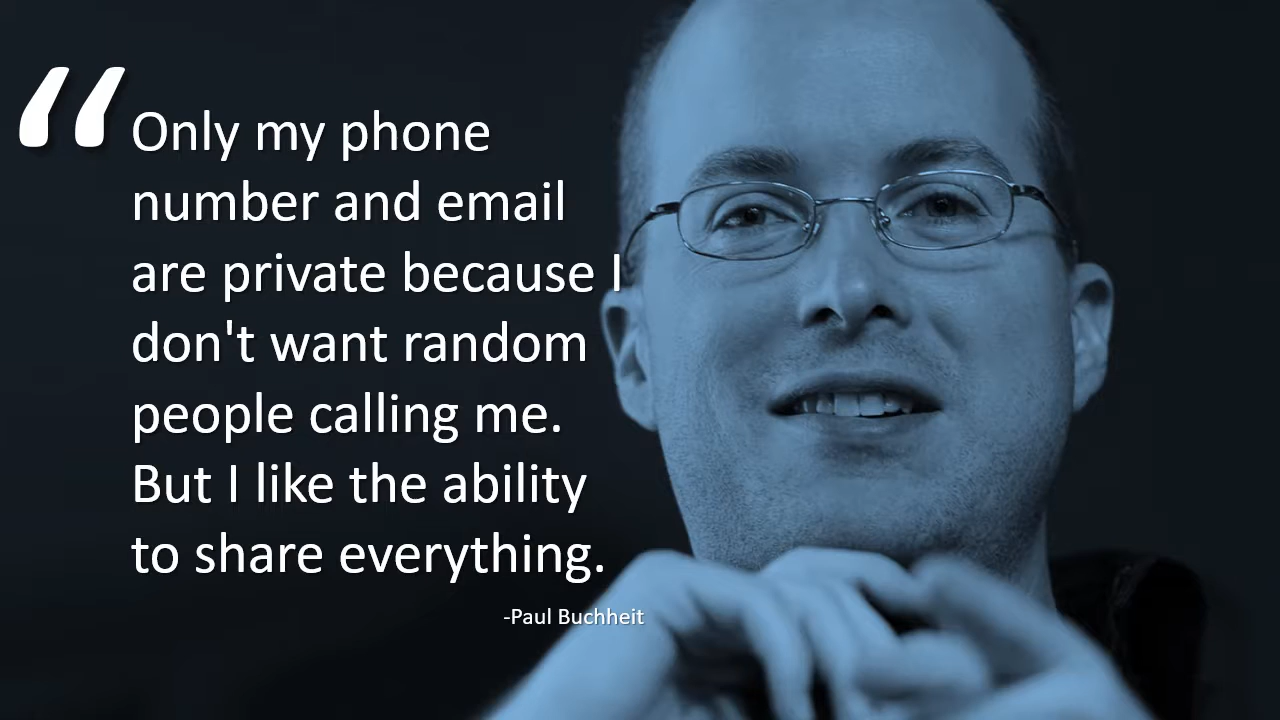 “Only my phone
number and email
are private because I
don't want random
people calling me.
But I like the ability
to share everything.
-Paul Buchheit